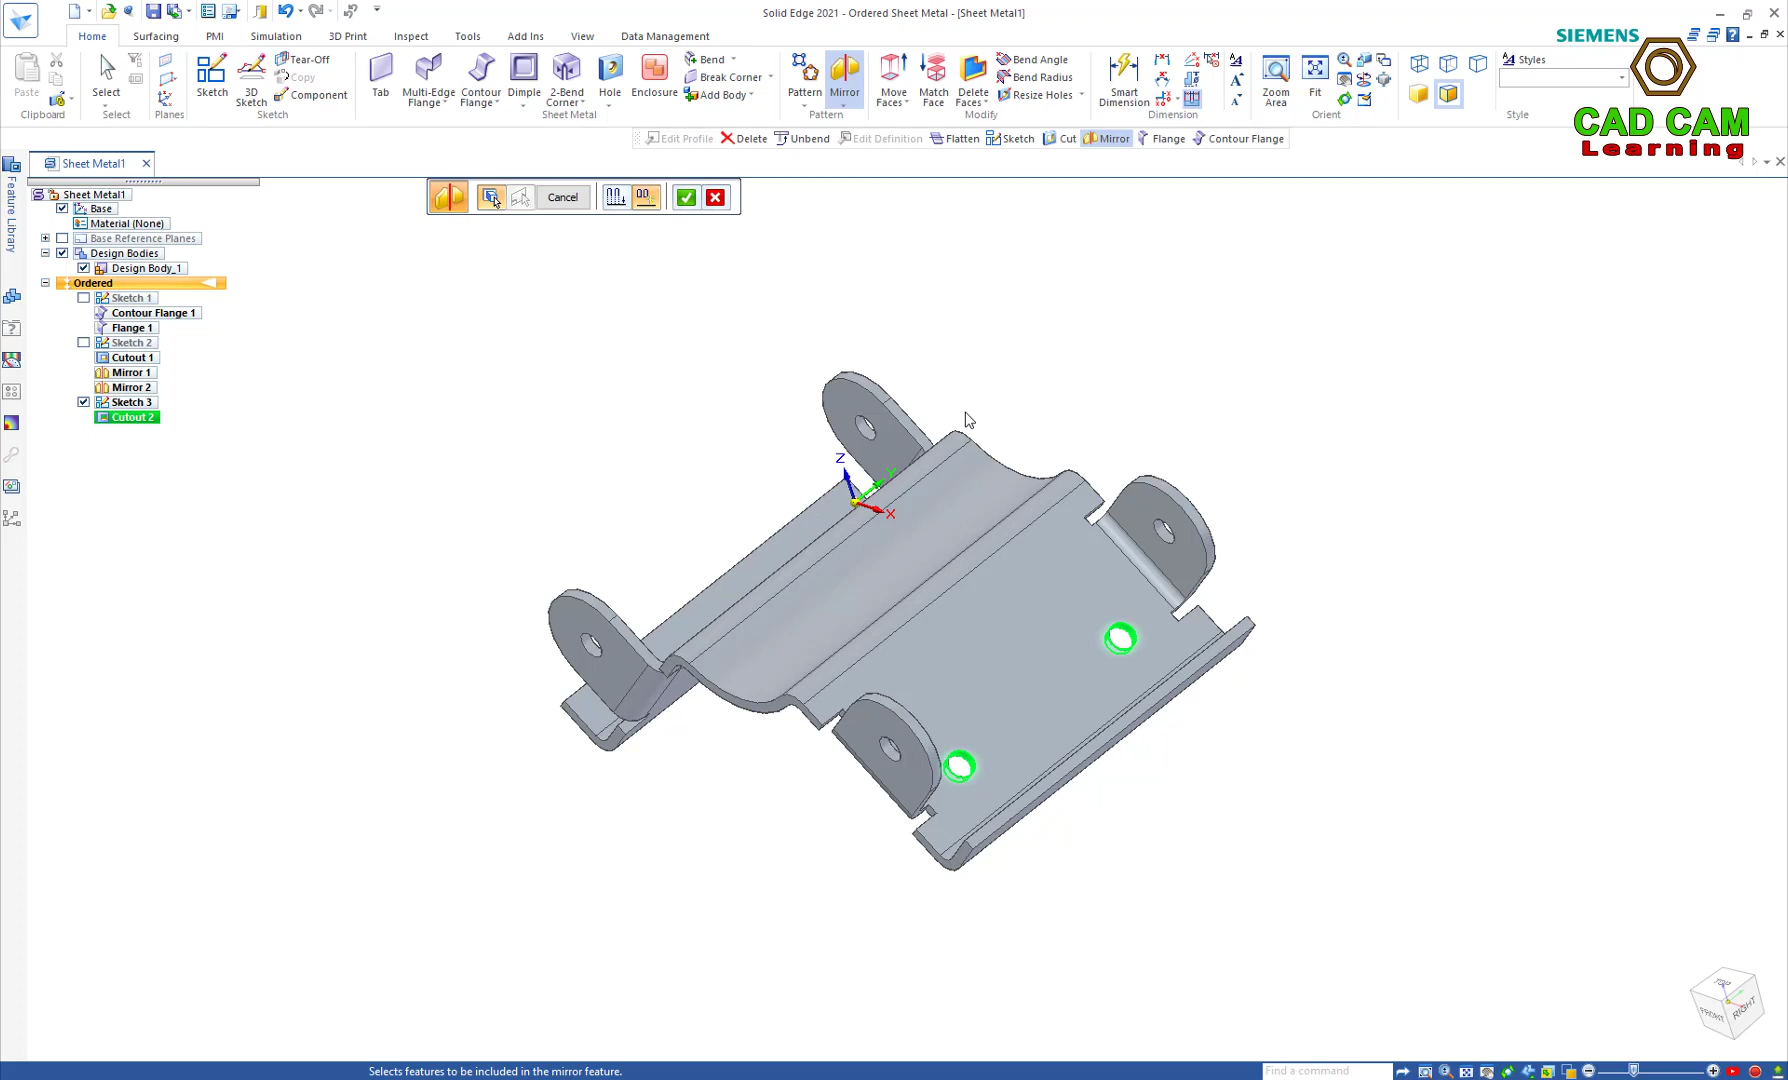 Solid Edge 2021 - Ordered Sheet Metal - [Sheet Metal1]
Home Surfacing PMI Simulation 3D Print Inspect Tools Add Ins View Data Management
SIEMENS
Paste Clipboard
Select Select
Planes
Sketch 3D Sketch Tear-Off Copy Component Sketch
Tab Multi-Edge Flange Contour Flange Dimple 2-Bend Corner Hole Enclosure Bend Break Corner Add Body Sheet Metal
Pattern Mirror Pattern
Move Faces Match Face Delete Faces Bend Angle Bend Radius Resize Holes Modify
Smart Dimension Dimension
Zoom Area Fit Orient
Styles Style
CAD CAM
Learning
Edit Profile Delete Unbend Edit Definition Flatten Sketch Cut Mirror Flange Contour Flange
Sheet Metal1
Feature Library
Cancel
Sheet Metal1
Base
Material (None)
Base Reference Planes
Design Bodies
Design Body_1
Ordered
Sketch 1
Contour Flange 1
Flange 1
Sketch 2
Cutout 1
Mirror 1
Mirror 2
Sketch 3
Cutout 2
Z
Y
X
TOP
FRONT
RIGHT
Selects features to be included in the mirror feature.
Find a command